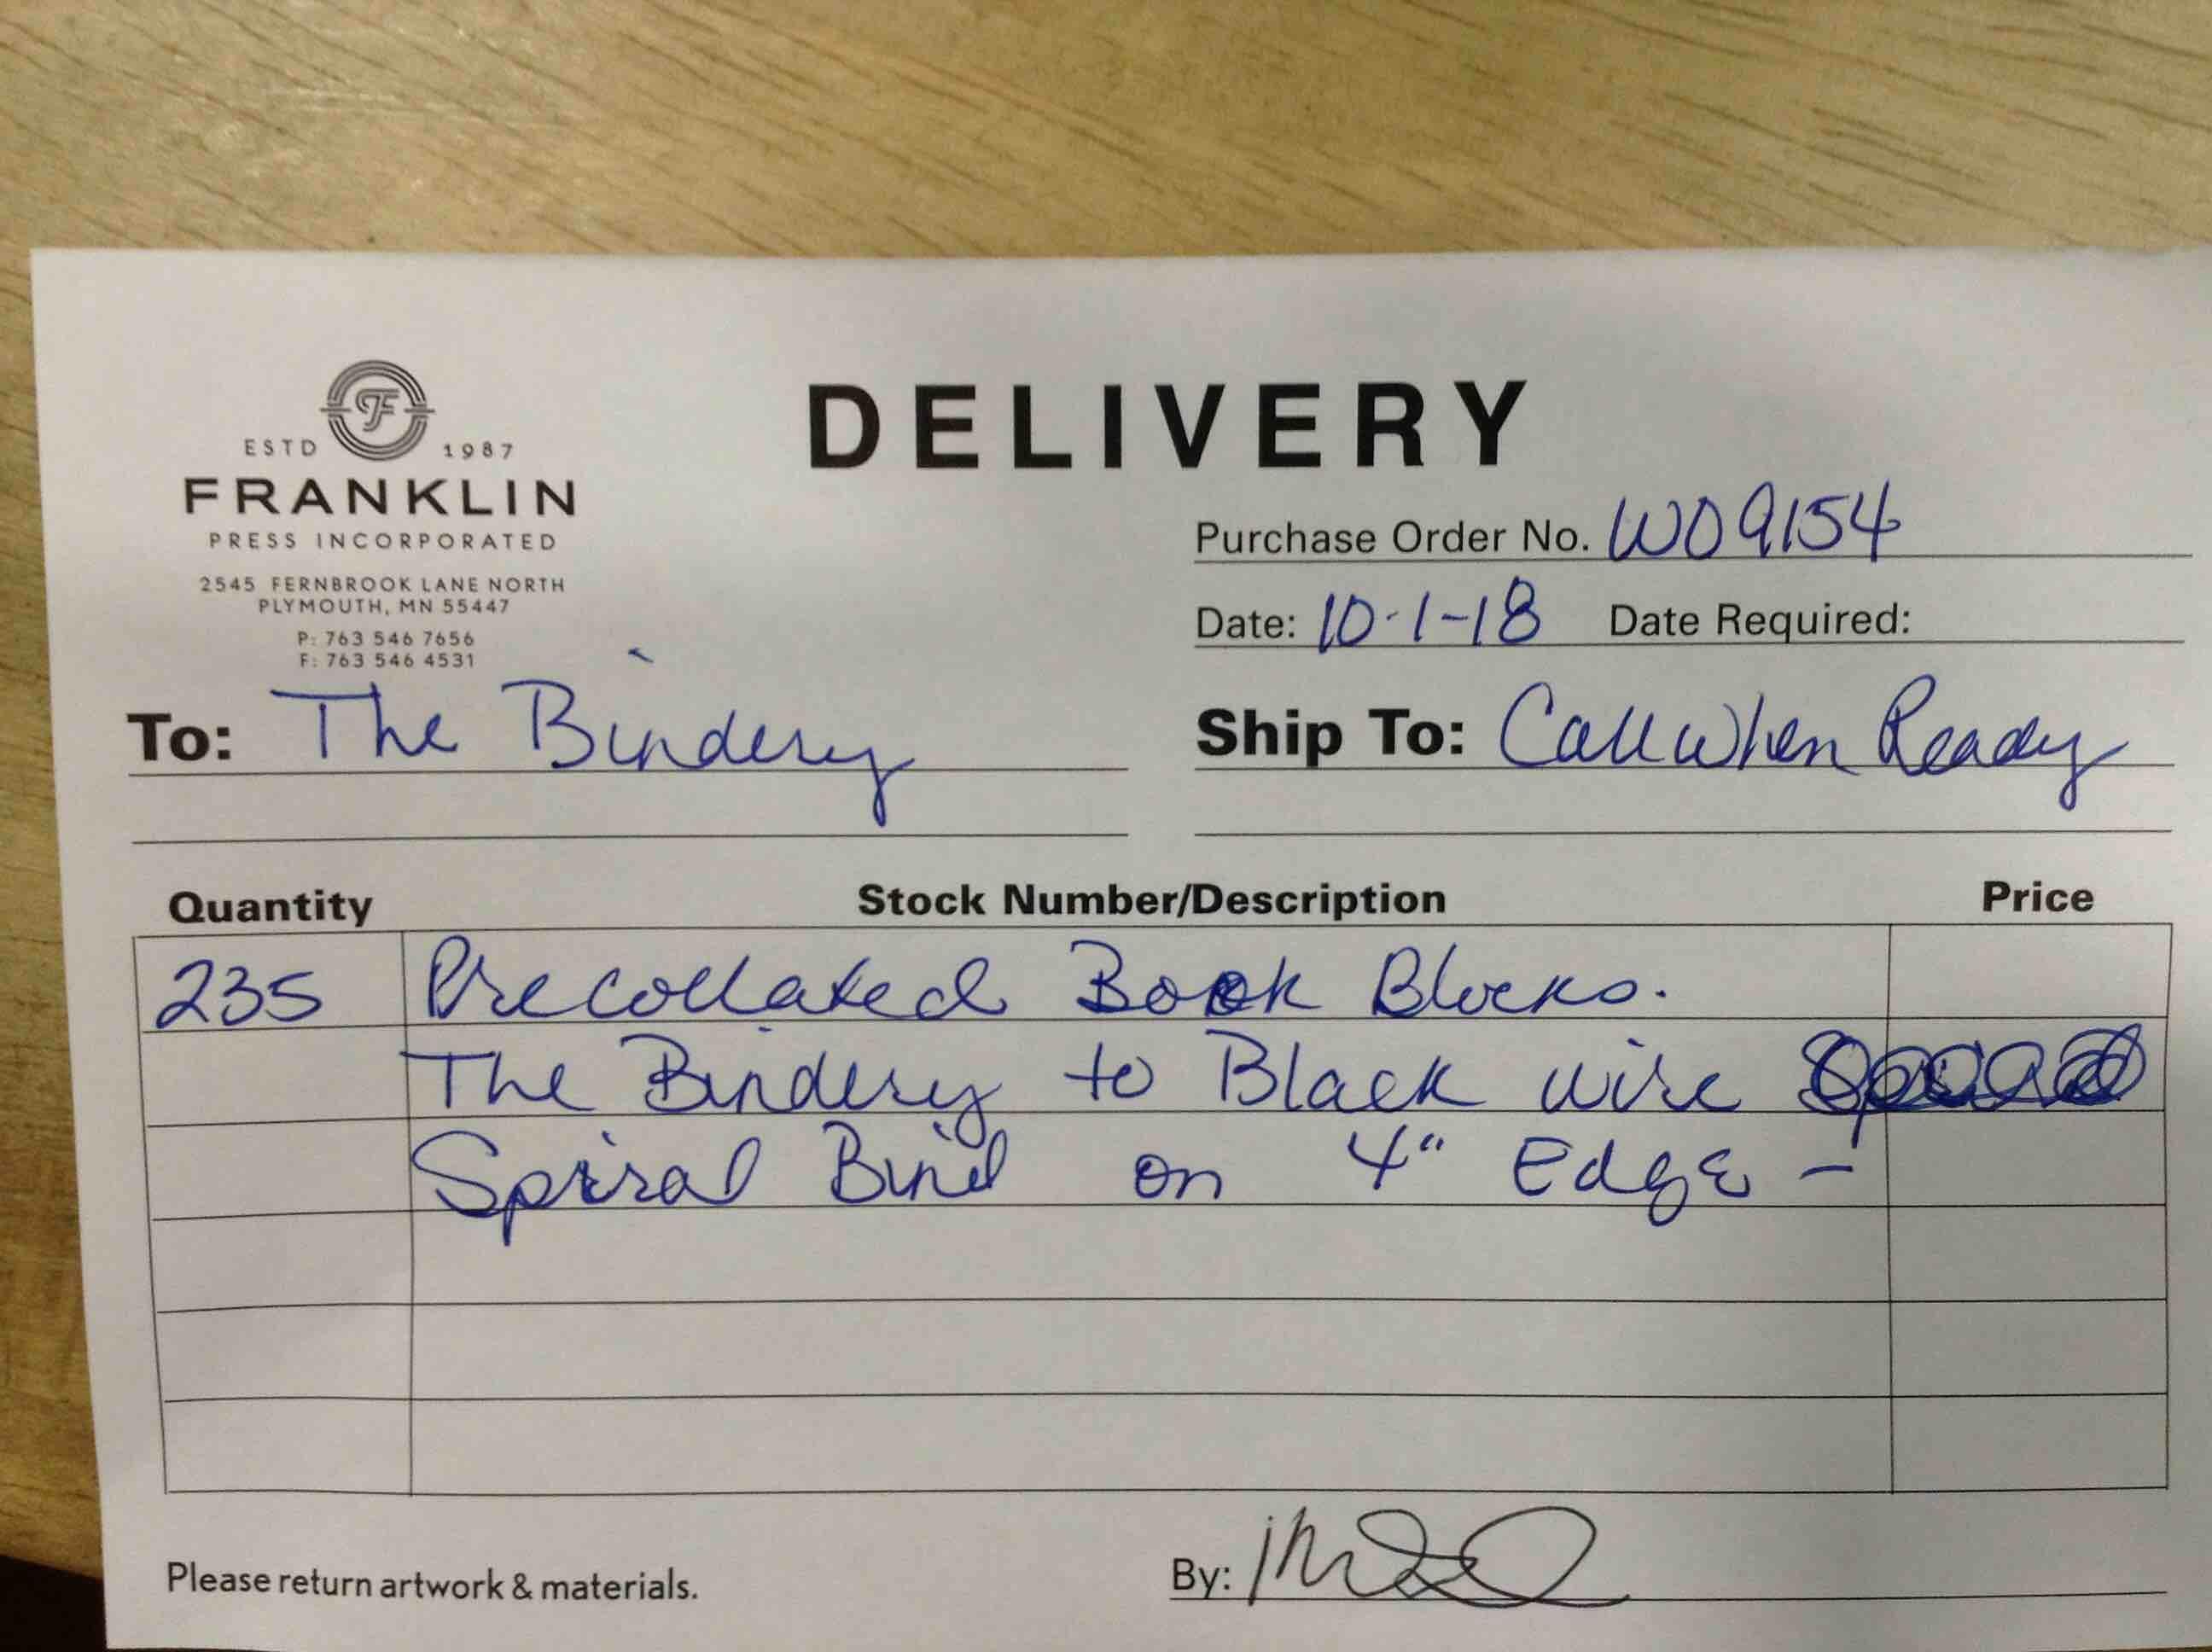 ESTD 1987
FRANKLIN
PRESS INCORPORATED
2545 FERNBROOK LANE NORTH
PLYMOUTH, MN 55447
P: 763 546 7656
F: 763 546 4531
DELIVERY
Purchase Order No. WO9154
Date: 10-1-18 Date Required:
To: The Bindery
Ship To: Call When Ready
Quantity Stock Number/Description Price
235 Precollated Book Blocks.
The Bindery to Black wire
Spiral Bind on 4" Edge -
Please return artwork & materials.
By: